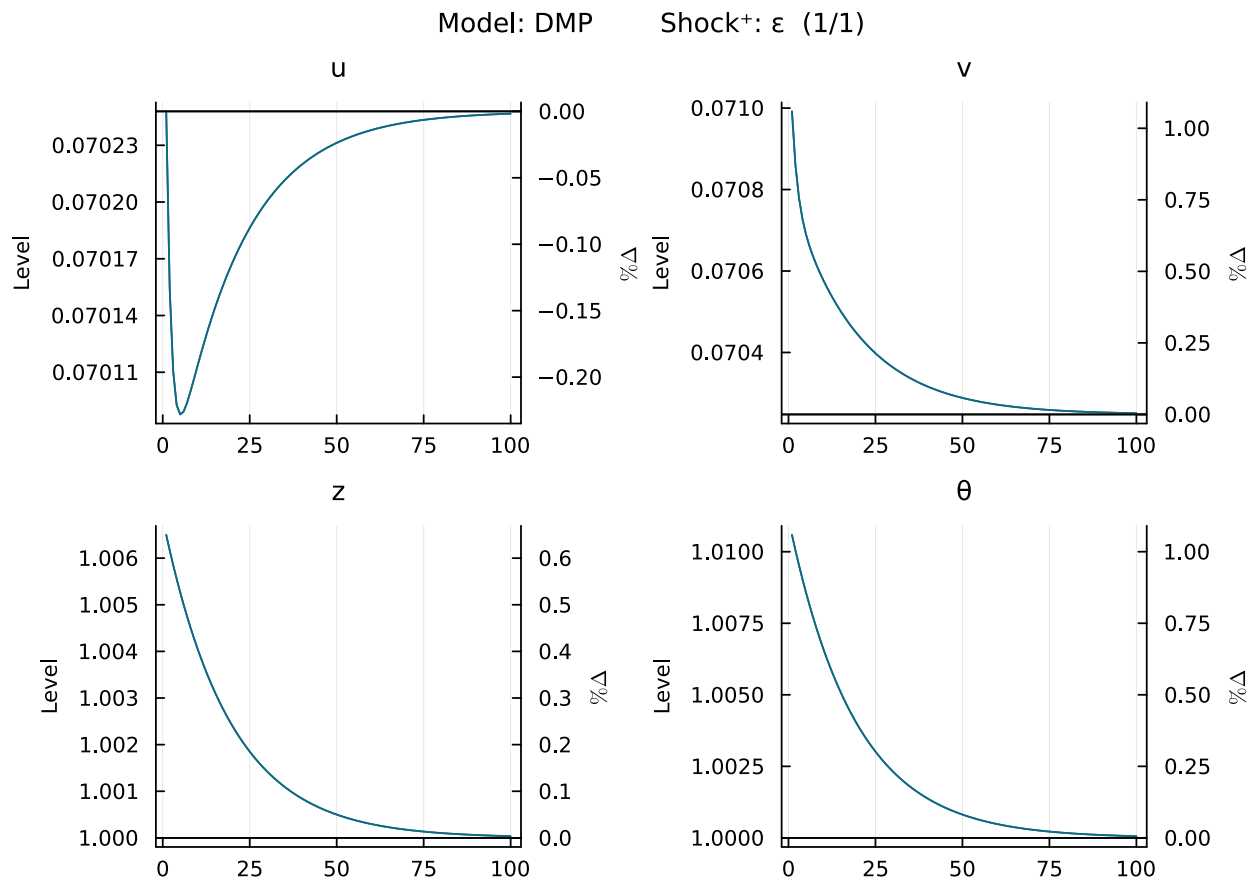 Model: DMP Shock⁺: ε (1/1)
u
v
Level
0.07023
0.07020
0.07017
0.07014
0.07011
0.00
−0.05
−0.10
−0.15
−0.20
%Δ
0 25 50 75 100
Level
0.0710
0.0708
0.0706
0.0704
1.00
0.75
0.50
0.25
0.00
%Δ
0 25 50 75 100
z
θ
Level
1.006
1.005
1.004
1.003
1.002
1.001
1.000
0.6
0.5
0.4
0.3
0.2
0.1
0.0
%Δ
0 25 50 75 100
Level
1.0100
1.0075
1.0050
1.0025
1.0000
1.00
0.75
0.50
0.25
0.00
%Δ
0 25 50 75 100